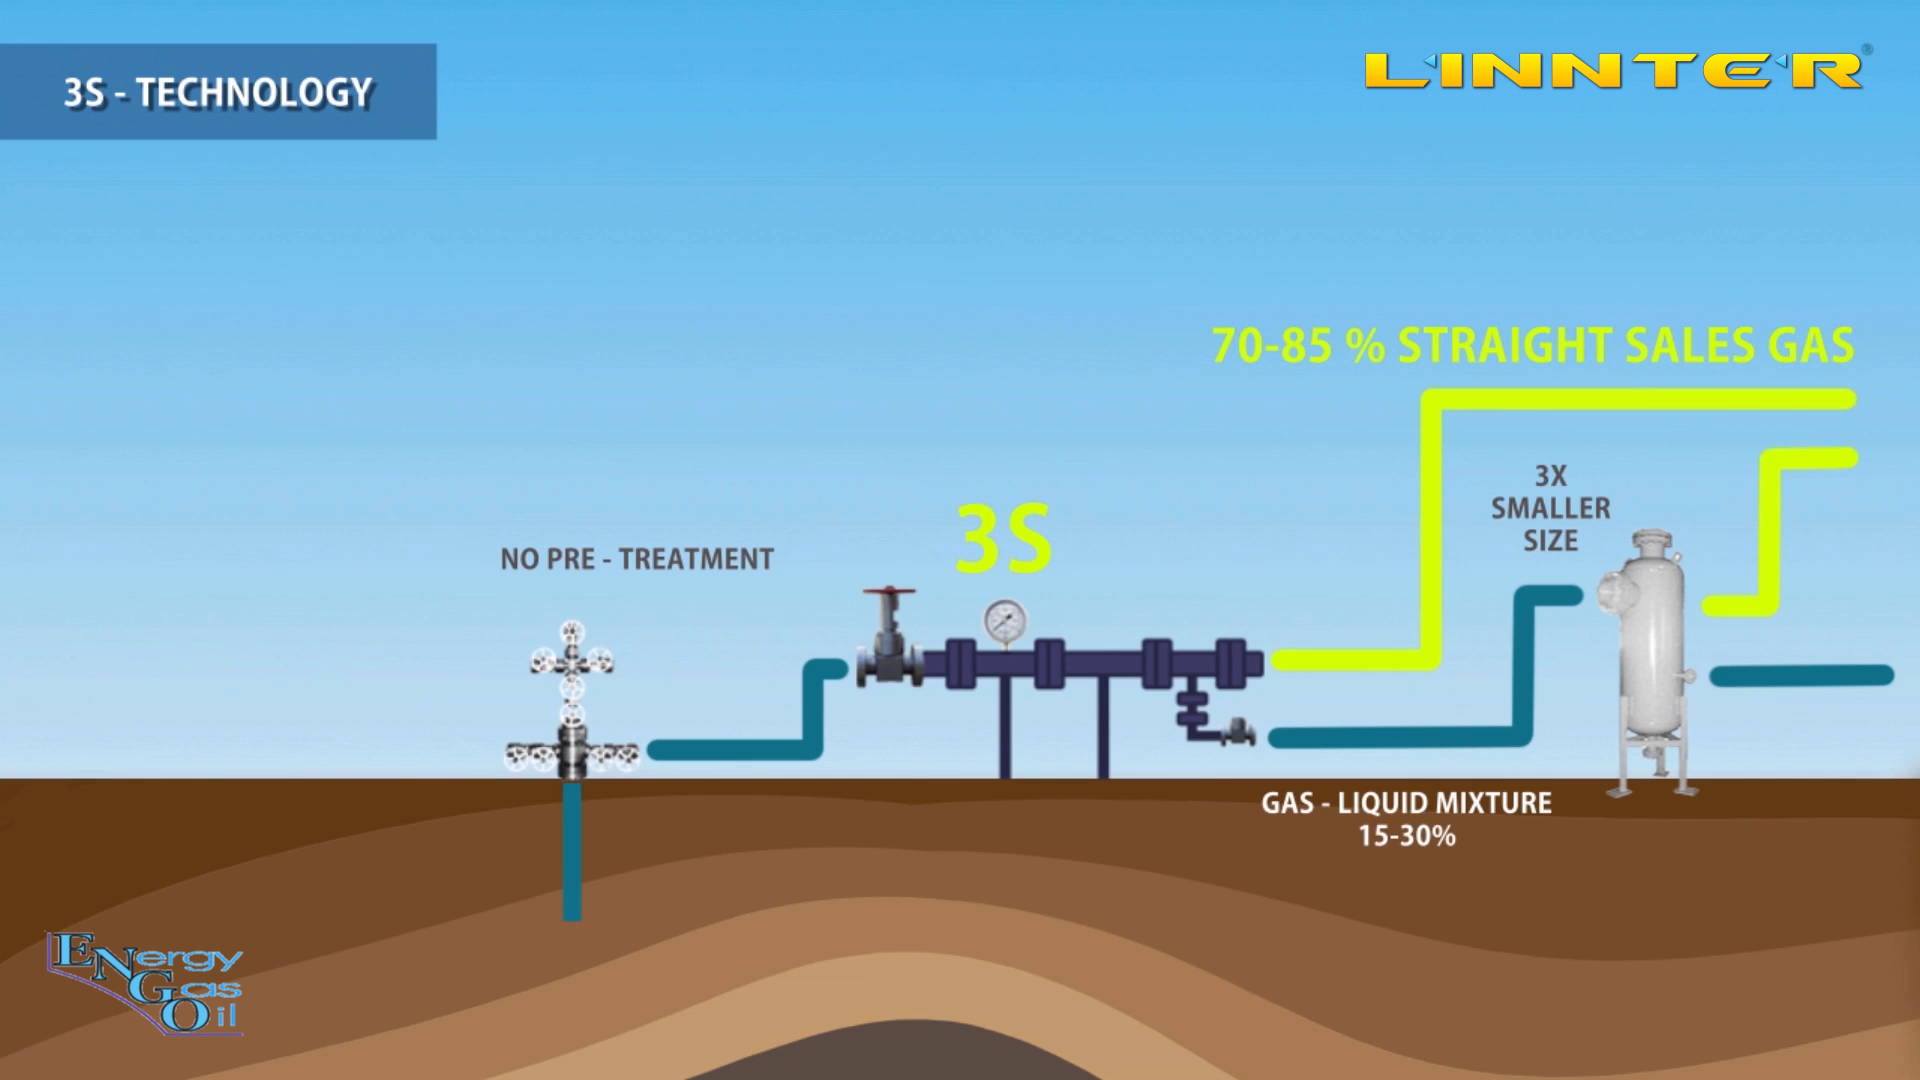 3S - TECHNOLOGY
L'INNTE'R®
70-85 % STRAIGHT SALES GAS
3X
SMALLER
SIZE
3S
NO PRE - TREATMENT
GAS - LIQUID MIXTURE
15-30%
ENergy
Gas
Oil